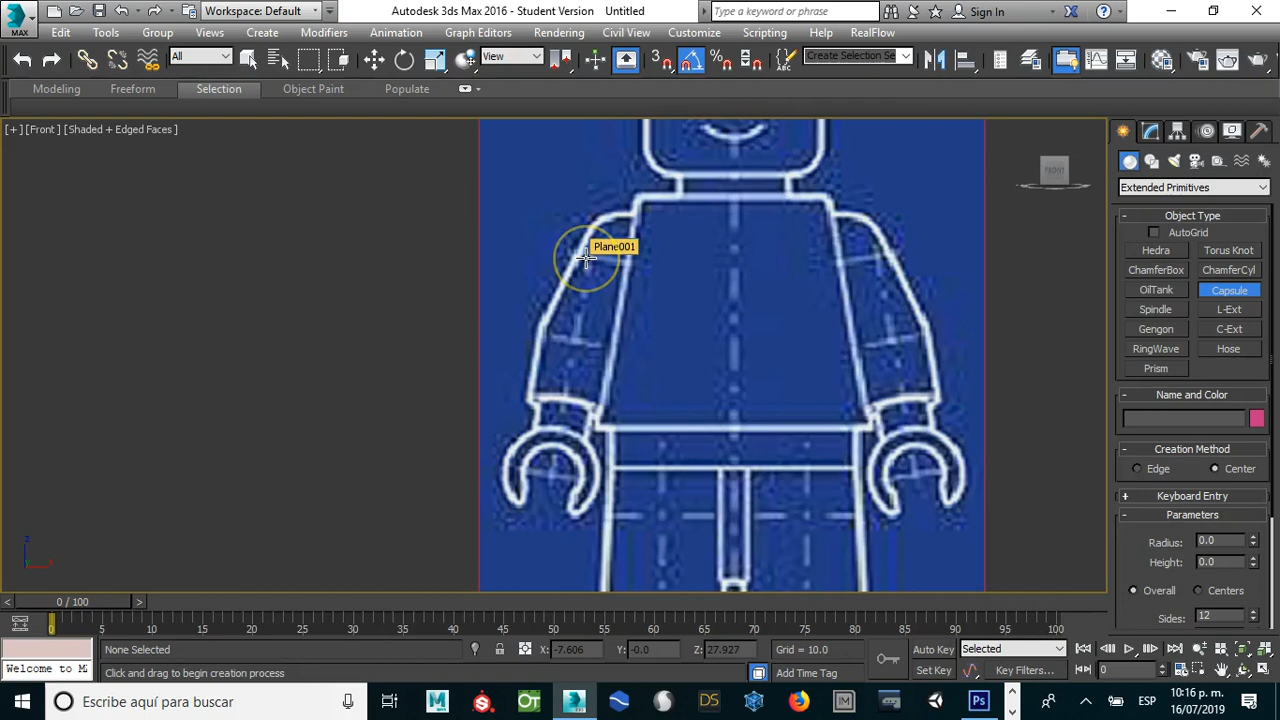 MAX
Workspace: Default
Autodesk 3ds Max 2016 - Student Version Untitled
Type a keyword or phrase
Sign In
Edit Tools Group Views Create Modifiers Animation Graph Editors Rendering Civil View Customize Scripting Help RealFlow
All View 3 Create Selection Se
Modeling Freeform Selection Object Paint Populate
[+] [Front] [Shaded + Edged Faces ]
FRONT
Extended Primitives
Object Type
AutoGrid
Hedra Torus Knot
ChamferBox ChamferCyl
OilTank Capsule
Spindle L-Ext
Gengon C-Ext
RingWave Hose
Prism
Name and Color
Creation Method
Edge Center
Keyboard Entry
Parameters
Radius: 0.0
Height: 0.0
Overall Centers
Sides: 12
Plane001
z
x
< 0 / 100 >
0 5 10 15 20 25 30 35 40 45 50 55 60 65 70 75 80 85 90 95 100
None Selected X: -7.606 Y: -0.0 Z: 27.927 Grid = 10.0 Auto Key Selected
Welcome to M Click and drag to begin creation process Add Time Tag Set Key Key Filters... 0
Escribe aquí para buscar
M OT DS IM Ps
ESP
10:16 p. m.
16/07/2019